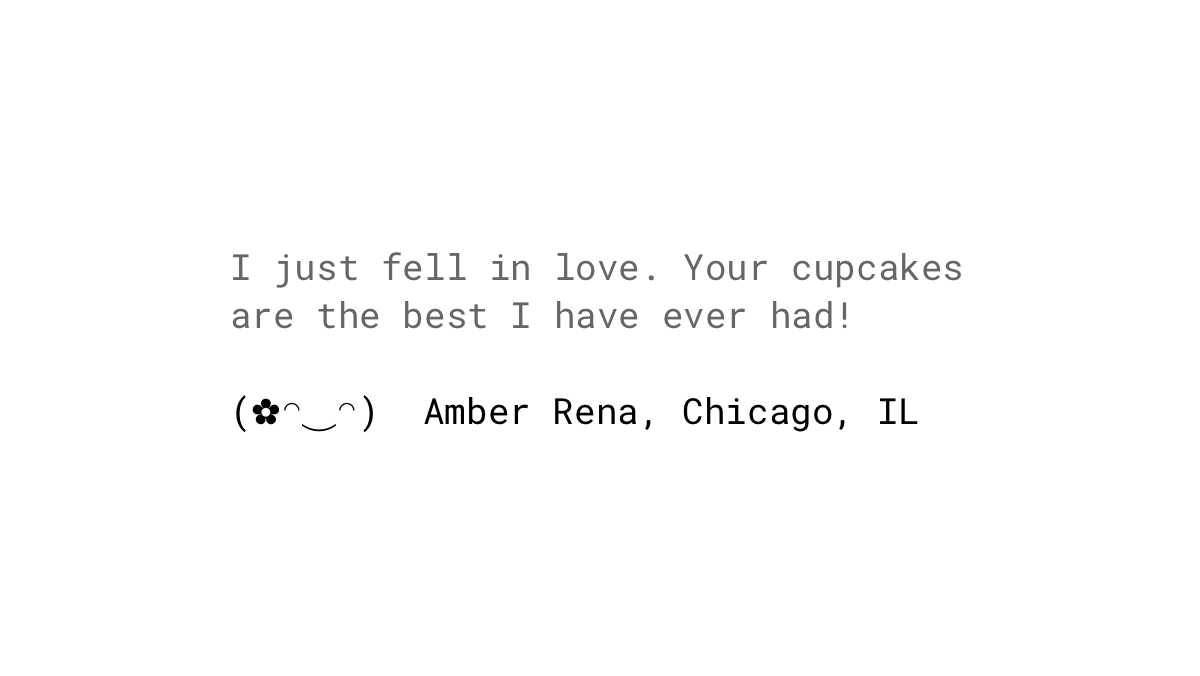 I just fell in love. Your cupcakes
are the best I have ever had!
(✿◠‿◠)  Amber Rena, Chicago, IL